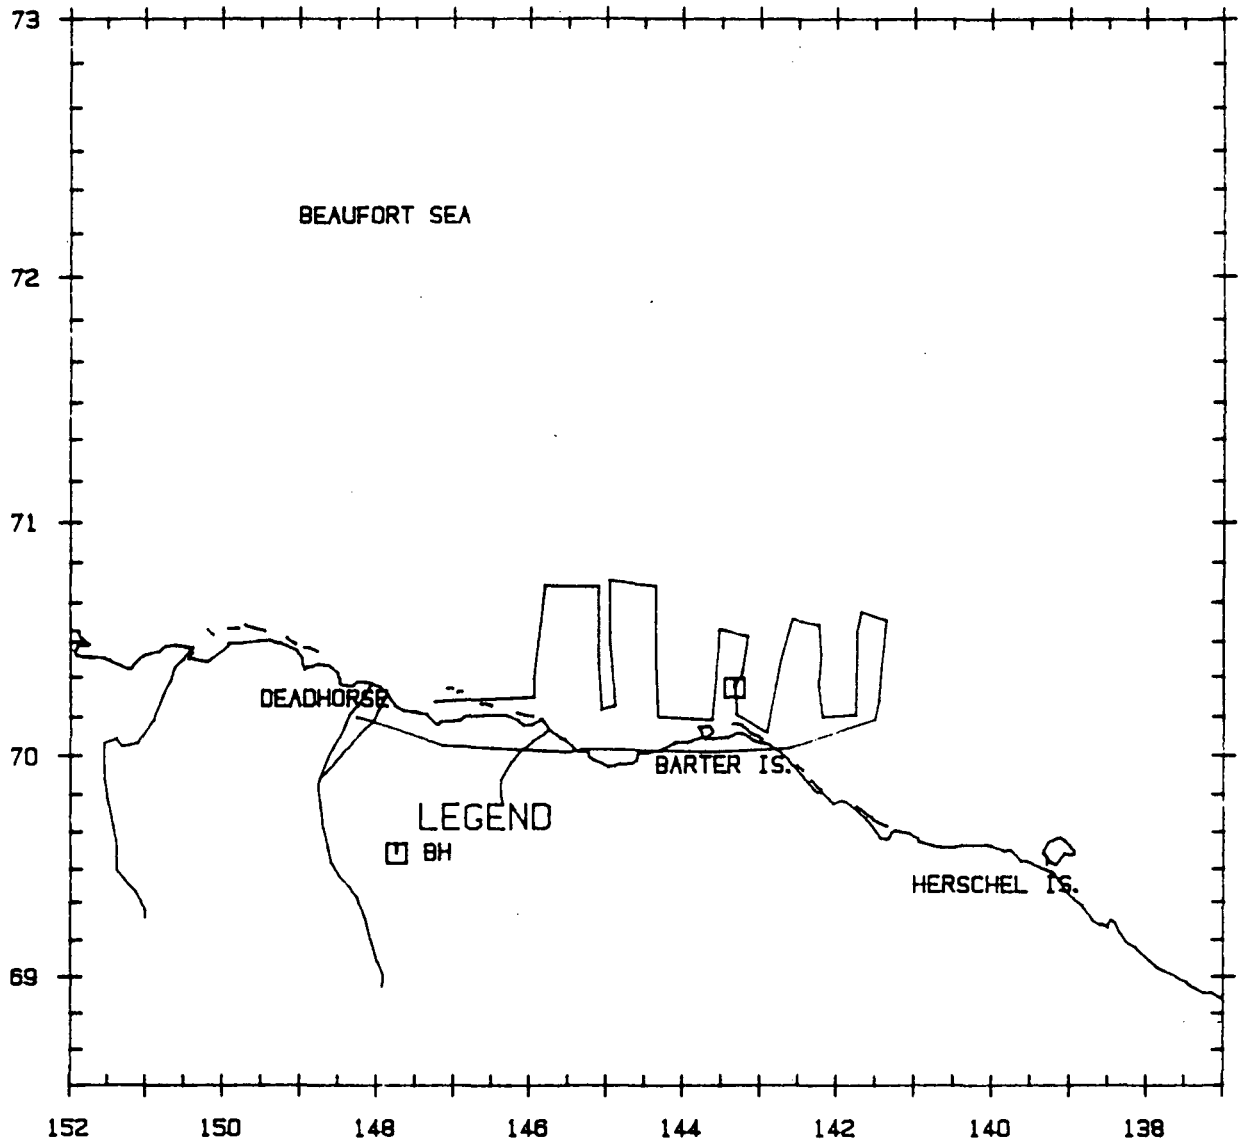 73
BEAUFORT SEA
72
71
DEADHORSE
70
BARTER IS.
LEGEND
BH
HERSCHEL IS.
69
152 150 148 146 144 142 140 138